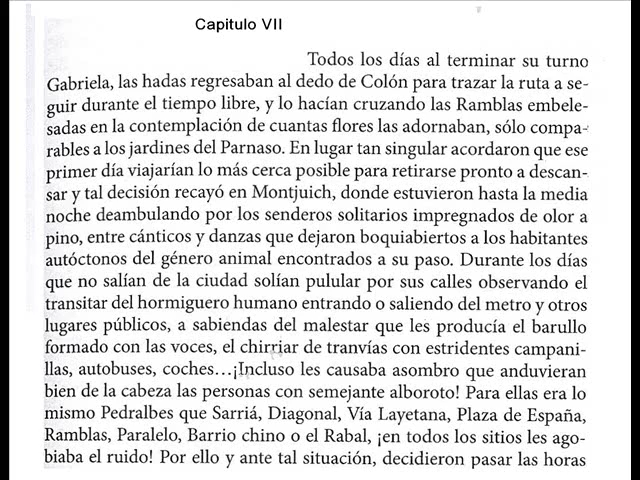 Capitulo VII
Todos los días al terminar su turno
Gabriela, las hadas regresaban al dedo de Colón para trazar la ruta a se-
guir durante el tiempo libre, y lo hacían cruzando las Ramblas embele-
sadas en la contemplación de cuantas flores las adornaban, sólo compa-
rables a los jardines del Parnaso. En lugar tan singular acordaron que ese
primer día viajarían lo más cerca posible para retirarse pronto a descan-
sar y tal decisión recayó en Montjuich, donde estuvieron hasta la media
noche deambulando por los senderos solitarios impregnados de olor a
pino, entre cánticos y danzas que dejaron boquiabiertos a los habitantes
autóctonos del género animal encontrados a su paso. Durante los días
que no salían de la ciudad solían pulular por sus calles observando el
transitar del hormiguero humano entrando o saliendo del metro y otros
lugares públicos, a sabiendas del malestar que les producía el barullo
formado con las voces, el chirriar de tranvías con estridentes campani-
llas, autobuses, coches…¡Incluso les causaba asombro que anduvieran
bien de la cabeza las personas con semejante alboroto! Para ellas era lo
mismo Pedralbes que Sarriá, Diagonal, Vía Layetana, Plaza de España,
Ramblas, Paralelo, Barrio chino o el Rabal, ¡en todos los sitios les ago-
biaba el ruido! Por ello y ante tal situación, decidieron pasar las horas